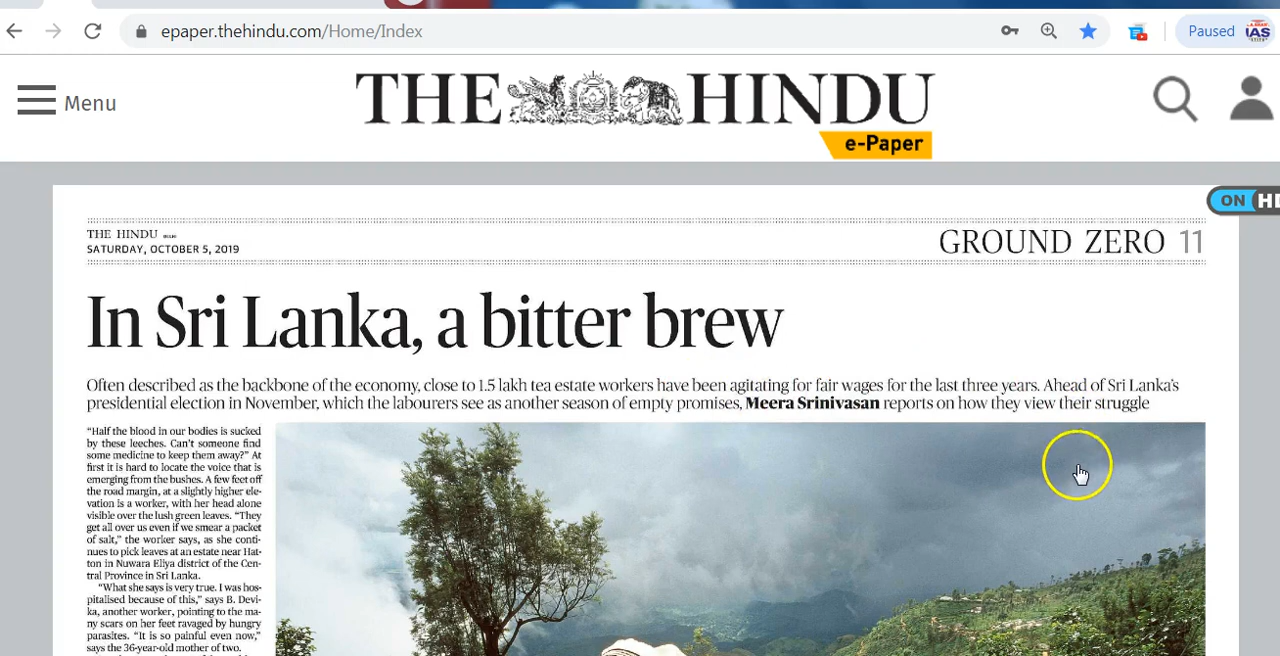 epaper.thehindu.com/Home/Index
Paused
IAS
Menu
THE HINDU
e-Paper
ON HD
THE HINDU
SATURDAY, OCTOBER 5, 2019
GROUND ZERO 11
In Sri Lanka, a bitter brew
Often described as the backbone of the economy, close to 1.5 lakh tea estate workers have been agitating for fair wages for the last three years. Ahead of Sri Lanka's
presidential election in November, which the labourers see as another season of empty promises, Meera Srinivasan reports on how they view their struggle
“Half the blood in our bodies is sucked
by these leeches. Can't someone find
some medicine to keep them away?” At
first it is hard to locate the voice that is
emerging from the bushes. A few feet off
the road margin, at a slightly higher ele-
vation is a worker, with her head alone
visible over the lush green leaves. “They
get all over us even if we smear a packet
of salt,” the worker says, as she conti-
nues to pick leaves at an estate near Hat-
ton in Nuwara Eliya district of the Cen-
tral Province in Sri Lanka.
“What she says is very true. I was hos-
pitalised because of this,” says B. Devi-
ka, another worker, pointing to the ma-
ny scars on her feet ravaged by hungry
parasites. “It is so painful even now,”
says the 36-year-old mother of two.